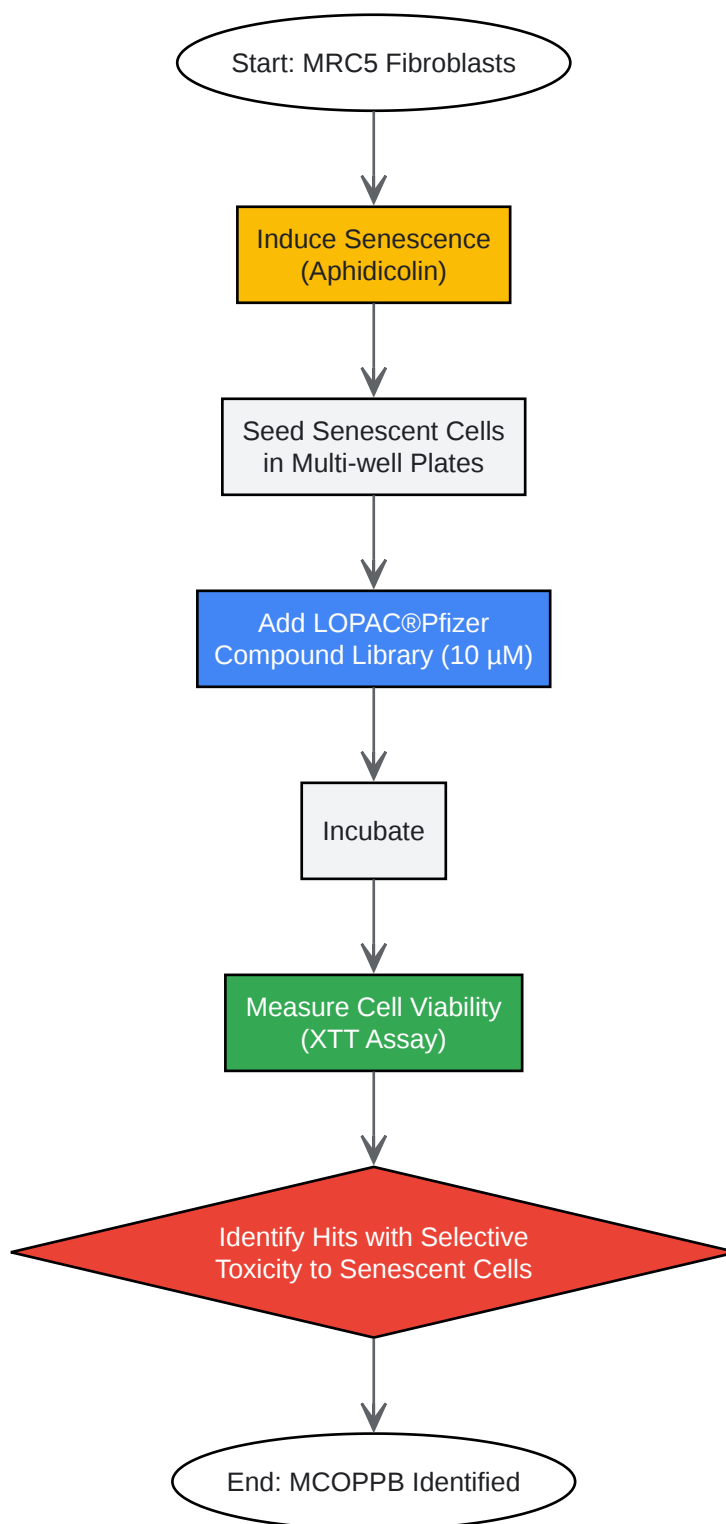 Start: MRC5 Fibroblasts
Induce Senescence
(Aphidicolin)
Seed Senescent Cells
in Multi-well Plates
Add LOPAC®Pfizer
Compound Library (10 µM)
Incubate
Measure Cell Viability
(XTT Assay)
Identify Hits with Selective
Toxicity to Senescent Cells
End: MCOPPB Identified